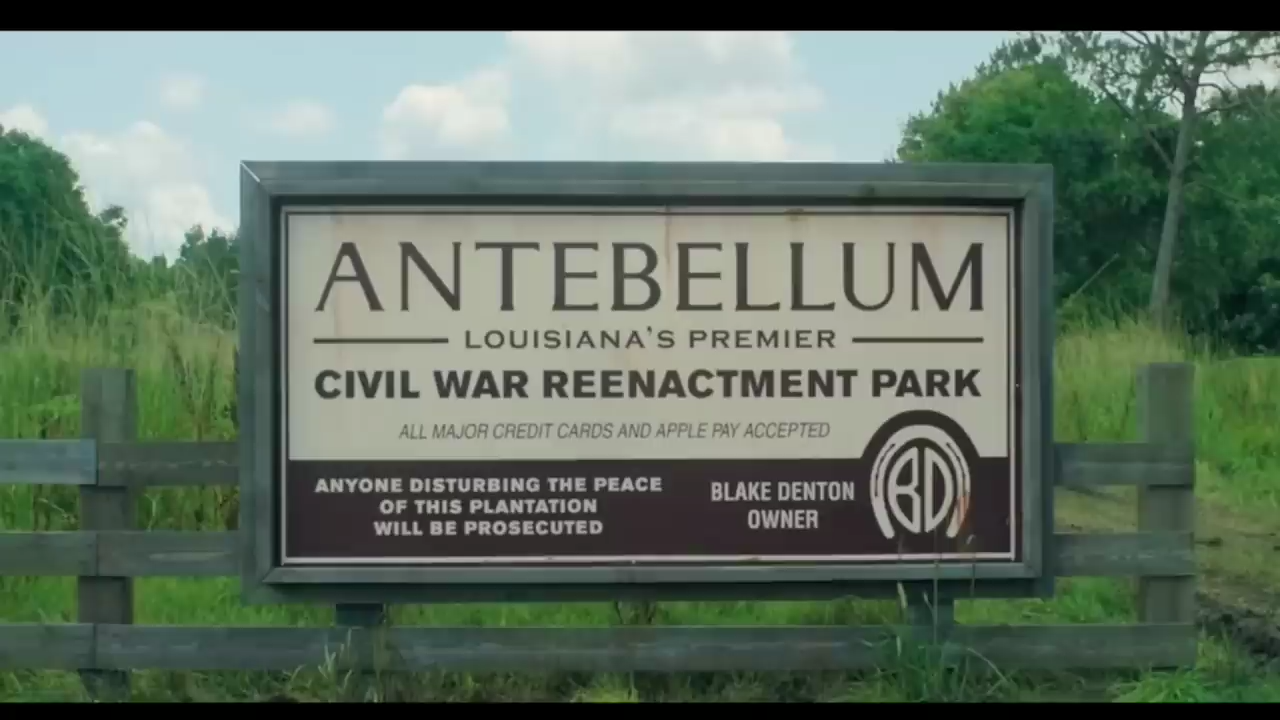 ANTEBELLUM
LOUISIANA'S PREMIER
CIVIL WAR REENACTMENT PARK
ALL MAJOR CREDIT CARDS AND APPLE PAY ACCEPTED
ANYONE DISTURBING THE PEACE
OF THIS PLANTATION
WILL BE PROSECUTED
BLAKE DENTON
OWNER
BD